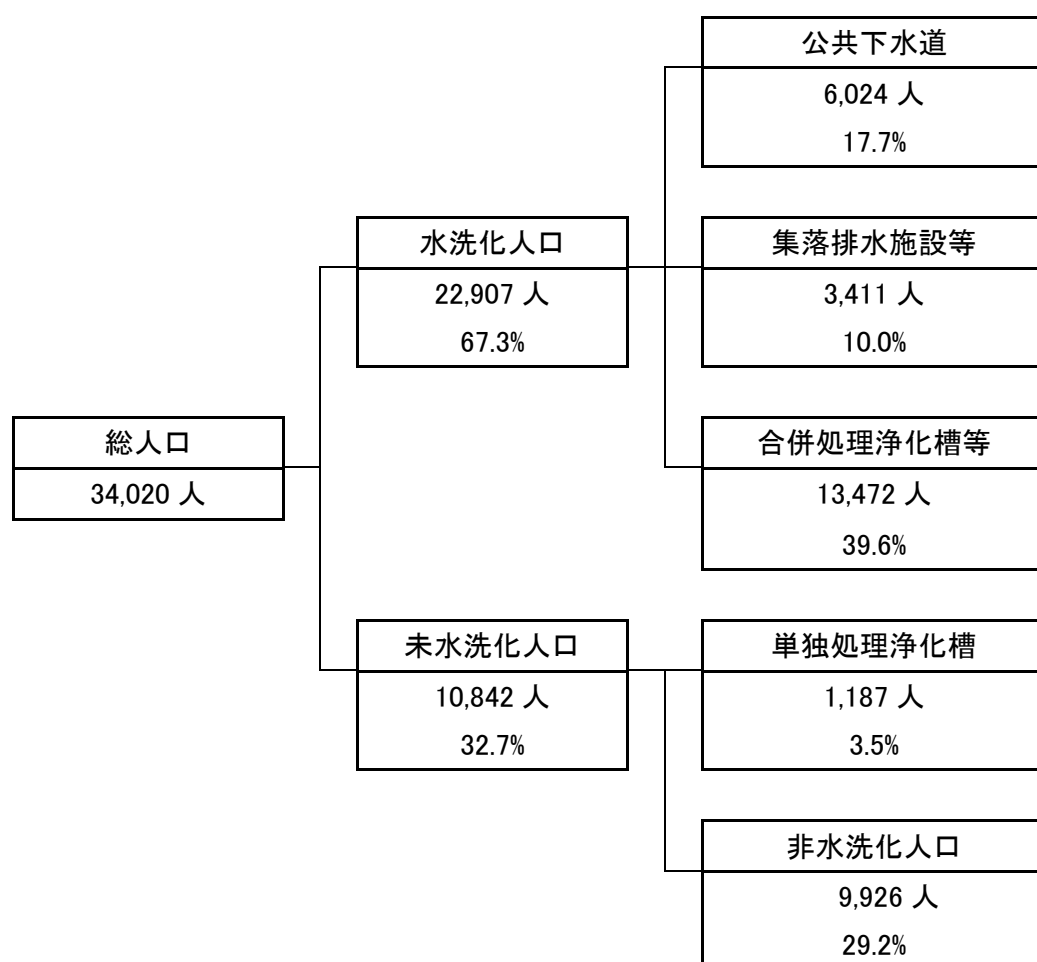 公共下水道
6,024 人
17.7%
水洗化人口
22,907 人
67.3%
集落排水施設等
3,411 人
10.0%
総人口
34,020 人
合併処理浄化槽等
13,472 人
39.6%
未水洗化人口
10,842 人
32.7%
単独処理浄化槽
1,187 人
3.5%
非水洗化人口
9,926 人
29.2%